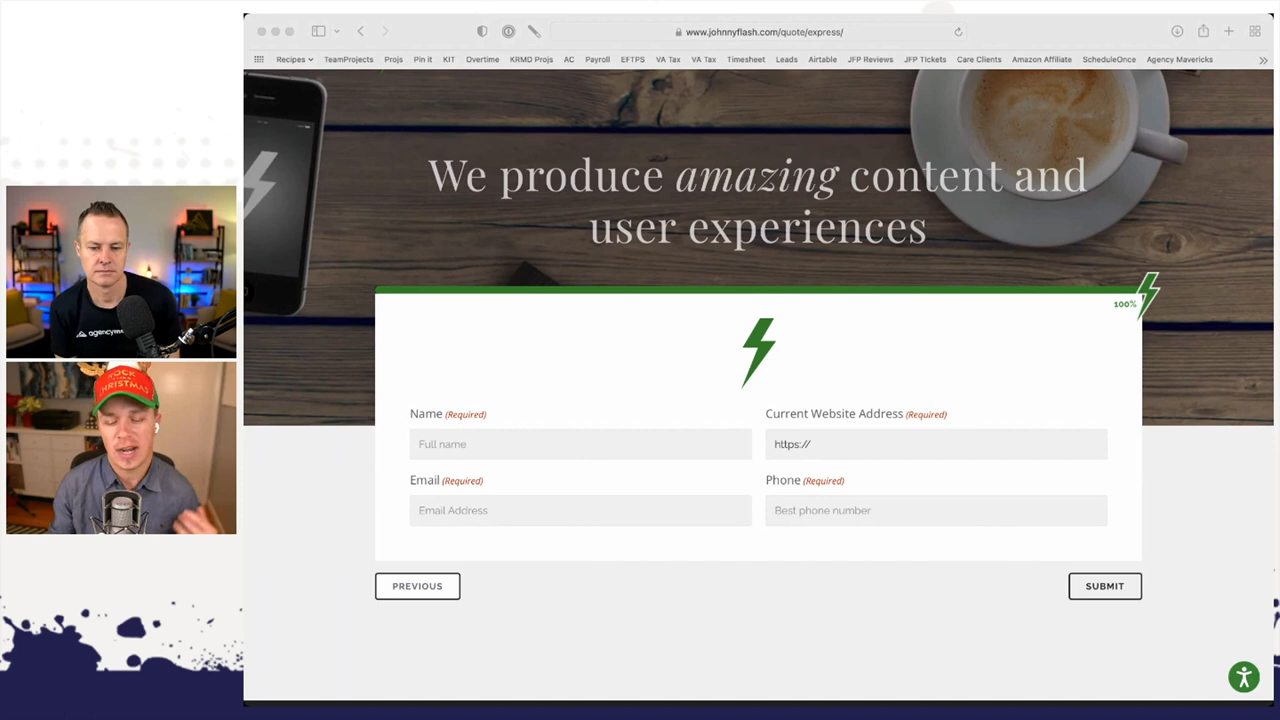 www.johnnyflash.com/quote/express/
Recipes TeamProjects Projs Pin it KIT Overtime KRMD Projs AC Payroll EFTPS VA Tax VA Tax Timesheet Leads Airtable JFP Reviews JFP Tickets Care Clients Amazon Affiliate ScheduleOnce Agency Mavericks
We produce amazing content and
user experiences
100%
Name (Required)
Current Website Address (Required)
Full name
https://
Email (Required)
Phone (Required)
Email Address
Best phone number
PREVIOUS
SUBMIT
ROCK
CHRISTMAS